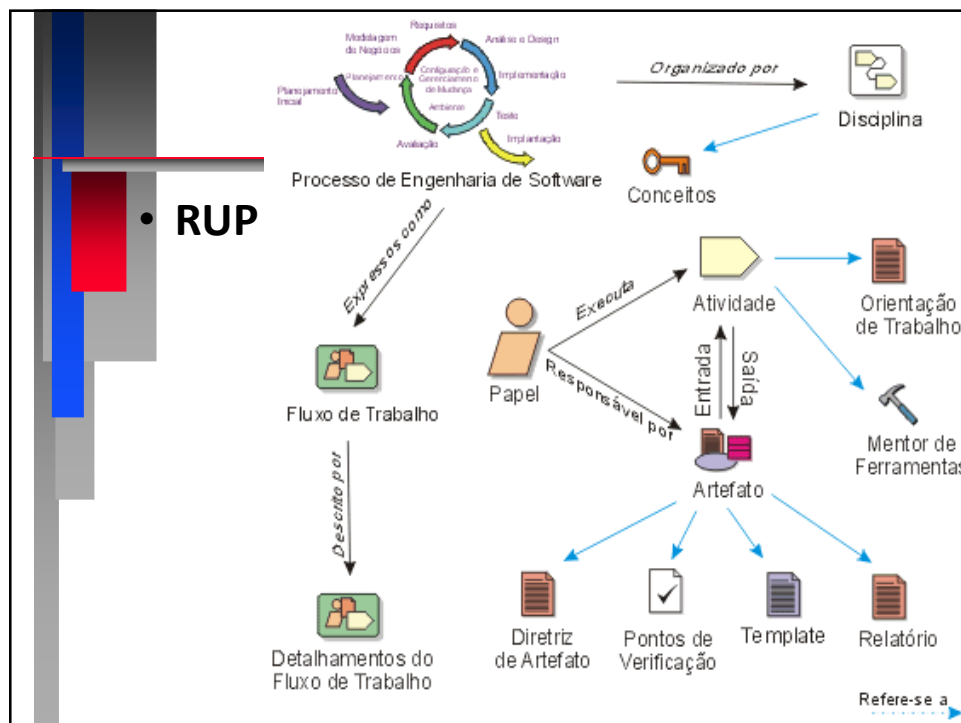 • RUP
Requisitos
Modelagem
de Negócios
Análise e Design
Planejamento
Configuração e
Gerenciamento
de Mudança
Implementação
Planejamento
Inicial
Ambiente
Teste
Avaliação
Implantação
Processo de Engenharia de Software
Organizado por
Disciplina
Conceitos
Expressos como
Executa
Atividade
Orientação
de Trabalho
Papel
Responsável por
Entrada
Saída
Fluxo de Trabalho
Mentor de
Ferramentas
Artefato
Descrito por
Detalhamentos do
Fluxo de Trabalho
Diretriz
de Artefato
Pontos de
Verificação
Template
Relatório
Refere-se a